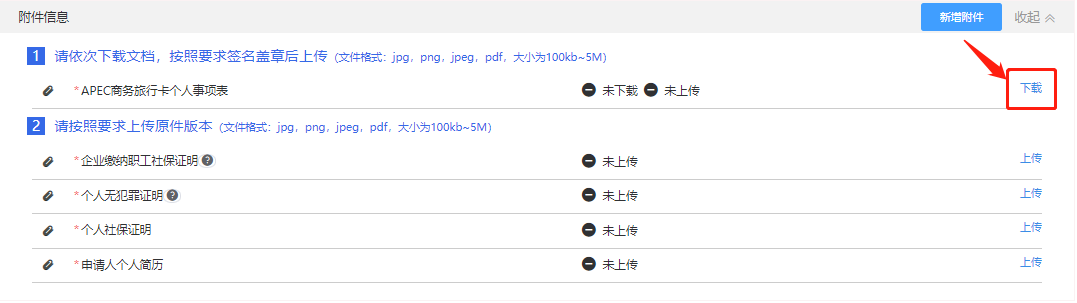 附件信息 新增附件 收起
1 请依次下载文档，按照要求签名盖章后上传（文件格式：jpg，png，jpeg，pdf，大小为100kb~5M）
*APEC商务旅行卡个人事项表 未下载 未上传 下载
2 请按照要求上传原件版本（文件格式：jpg，png，jpeg，pdf，大小为100kb~5M）
*企业缴纳职工社保证明 ? 未上传 上传
*个人无犯罪证明 ? 未上传 上传
*个人社保证明 未上传 上传
*申请人个人简历 未上传 上传